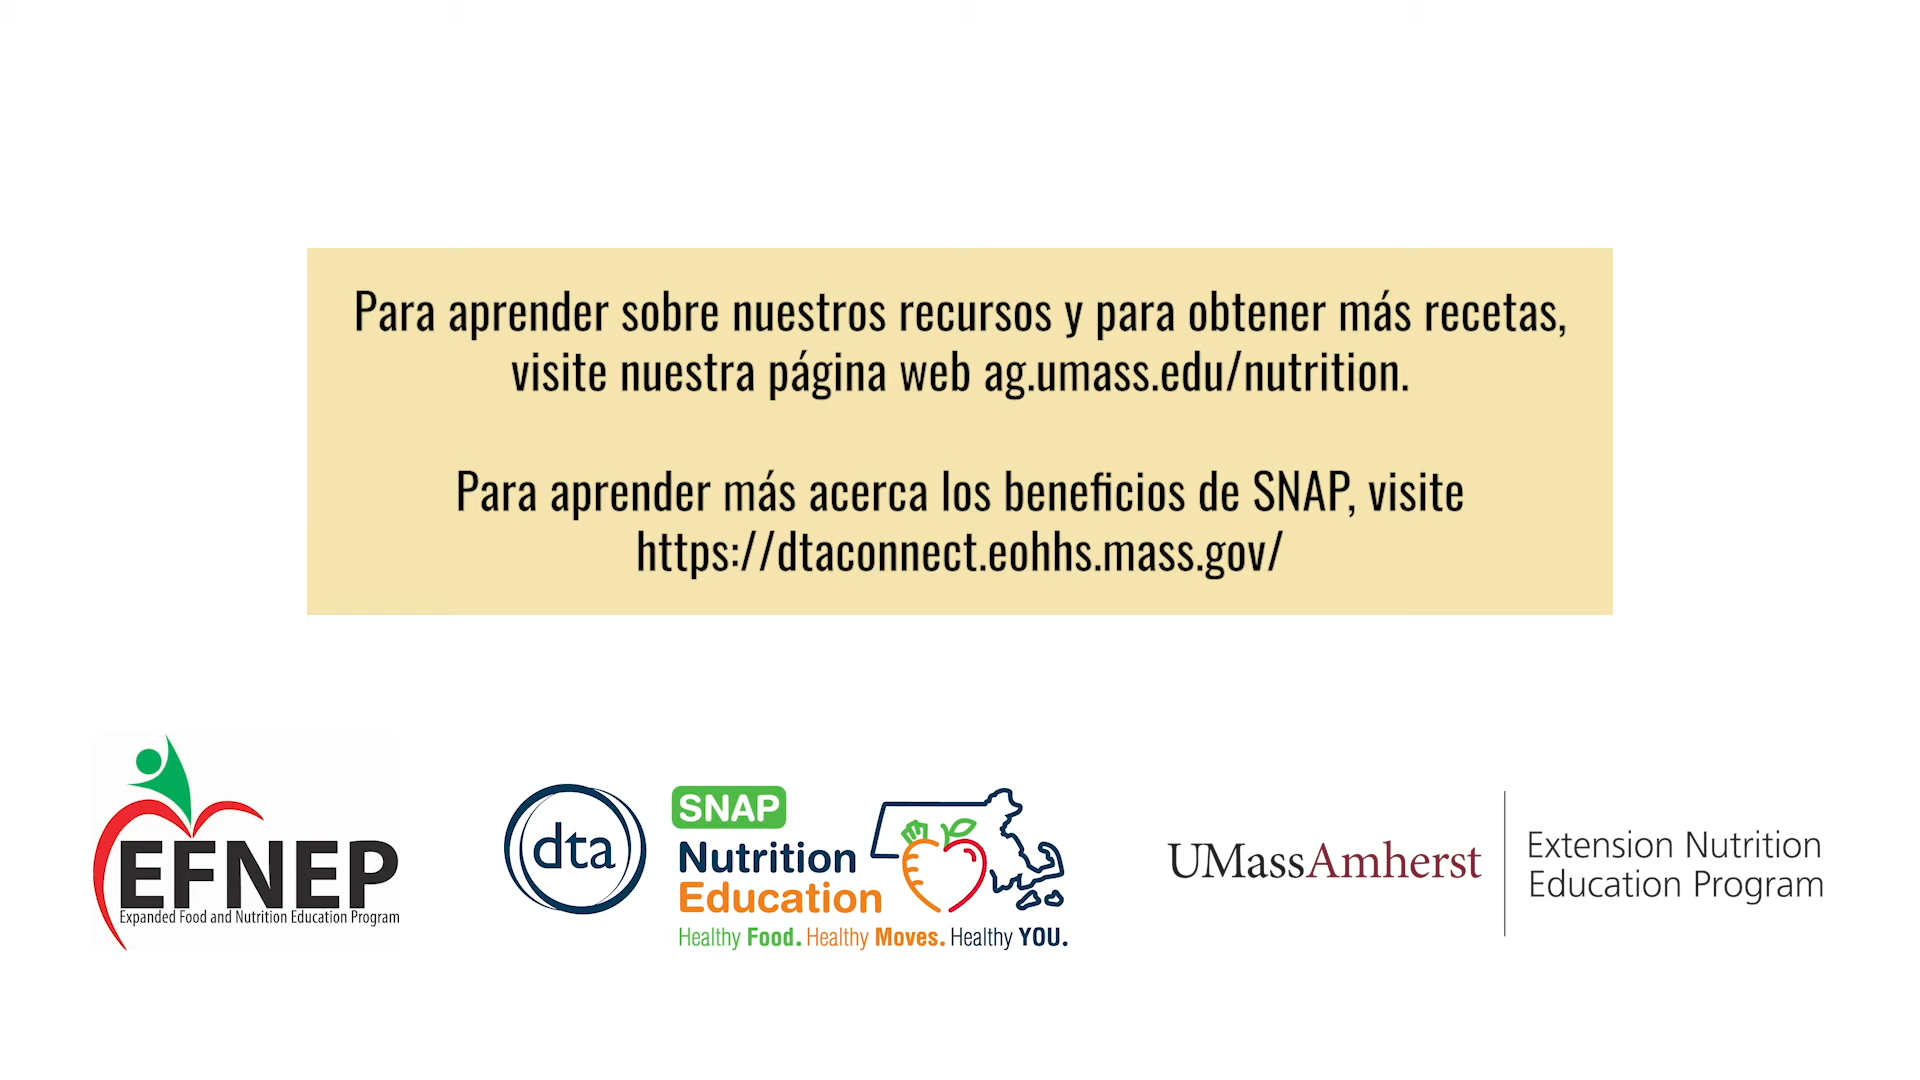 Para aprender sobre nuestros recursos y para obtener más recetas,
visite nuestra página web ag.umass.edu/nutrition.
Para aprender más acerca los beneficios de SNAP, visite
https://dtaconnect.eohhs.mass.gov/
EFNEP
Expanded Food and Nutrition Education Program
dta
SNAP
Nutrition
Education
Healthy Food. Healthy Moves. Healthy YOU.
UMassAmherst
Extension Nutrition
Education Program